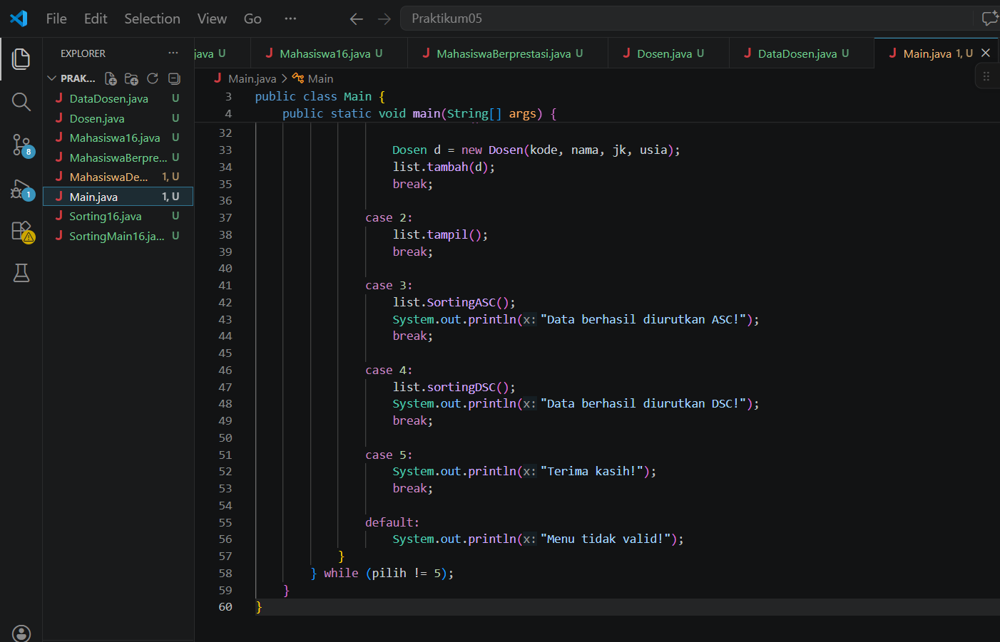 File Edit Selection View Go ··· Praktikum05
EXPLORER ···
java U Mahasiswa16.java U MahasiswaBerprestasi.java U Dosen.java U DataDosen.java U Main.java 1, U
PRAK...
DataDosen.java U
Dosen.java U
Mahasiswa16.java U
MahasiswaBerpre... U
MahasiswaDe... 1, U
Main.java 1, U
Sorting16.java U
SortingMain16.ja... U
8
1
Main.java > Main
3 public class Main {
4 public static void main(String[] args) {
32
33 Dosen d = new Dosen(kode, nama, jk, usia);
34 list.tambah(d);
35 break;
36
37 case 2:
38 list.tampil();
39 break;
40
41 case 3:
42 list.SortingASC();
43 System.out.println(x: "Data berhasil diurutkan ASC!");
44 break;
45
46 case 4:
47 list.sortingDSC();
48 System.out.println(x: "Data berhasil diurutkan DSC!");
49 break;
50
51 case 5:
52 System.out.println(x: "Terima kasih!");
53 break;
54
55 default:
56 System.out.println(x: "Menu tidak valid!");
57 }
58 } while (pilih != 5);
59 }
60 }